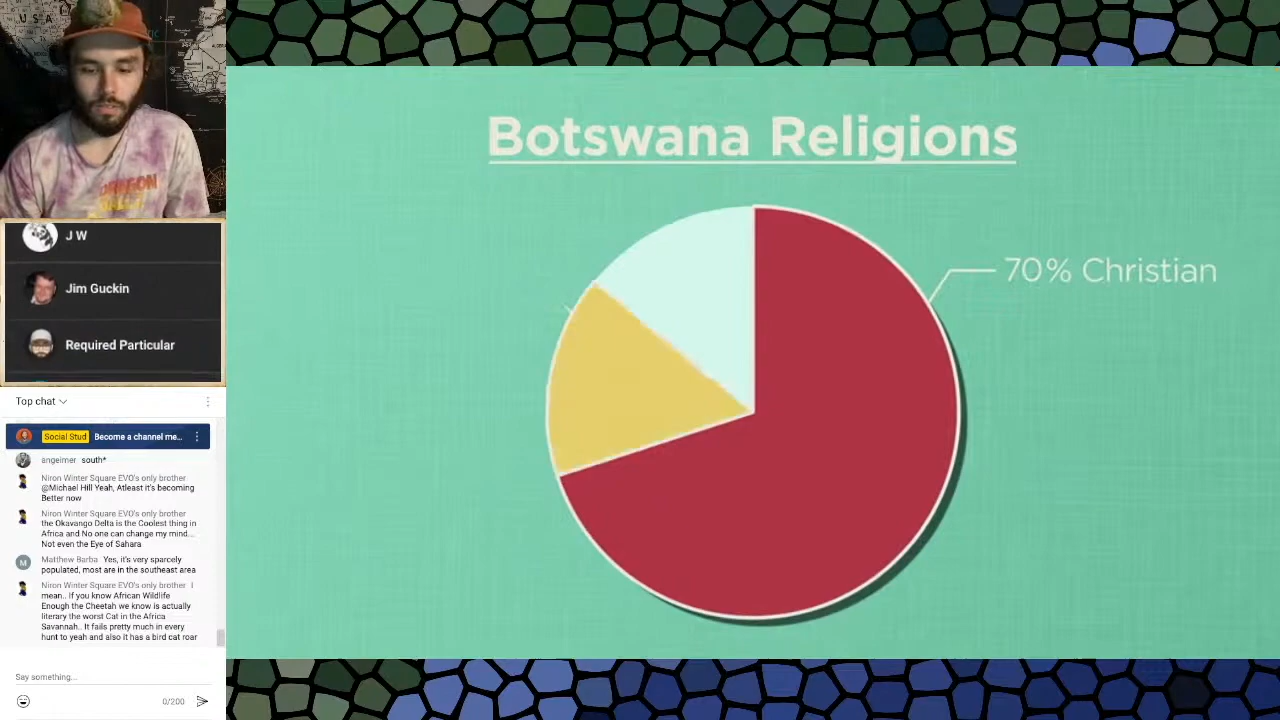 USA
DRAGON
J W
Jim Guckin
Required Particular
Top chat
Social Stud Become a channel me...
angeimer south*
Niron Winter Square EVO's only brother
@Michael Hill Yeah, Atleast it's becoming
Better now
Niron Winter Square EVO's only brother
the Okavango Delta is the Coolest thing in
Africa and No one can change my mind...
Not even the Eye of Sahara
M
Matthew Barba Yes, it's very sparcely
populated, most are in the southeast area
Niron Winter Square EVO's only brother I
mean.. If you know African Wildlife
Enough the Cheetah we know is actually
literary the worst Cat in the Africa
Savannah.. It fails pretty much in every
hunt to yeah and also it has a bird cat roar
Say something...
0/200
Botswana Religions
70% Christian